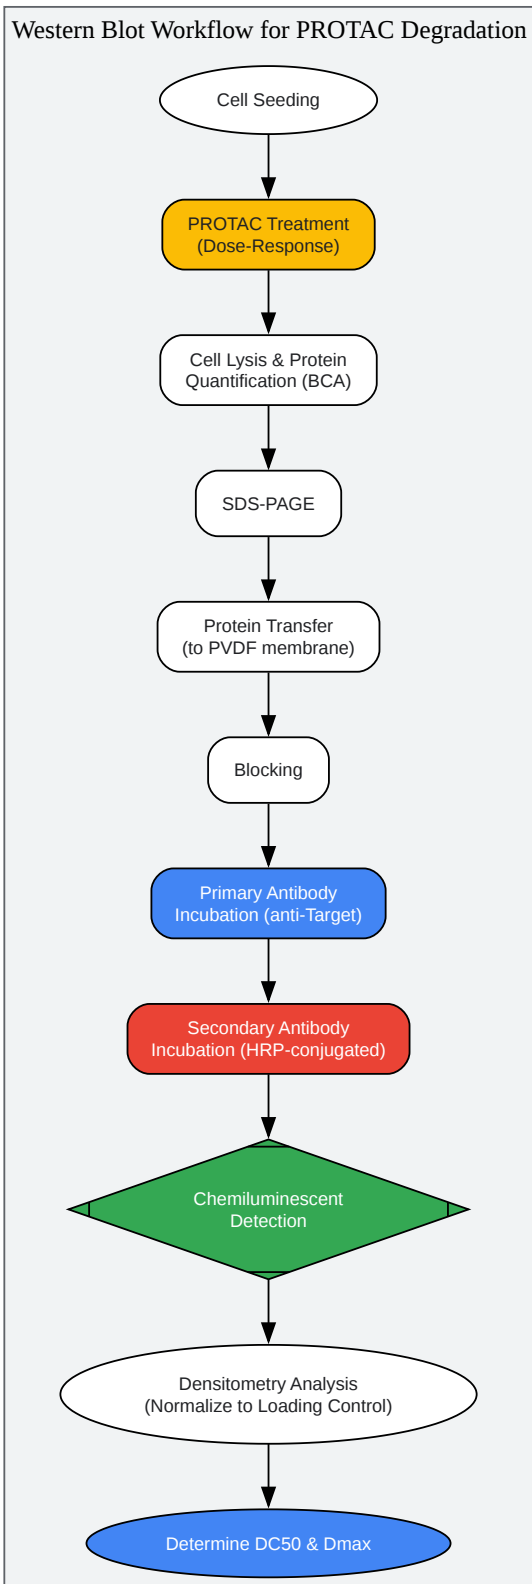 Western Blot Workflow for PROTAC Degradation
Cell Seeding
PROTAC Treatment
(Dose-Response)
Cell Lysis & Protein
Quantification (BCA)
SDS-PAGE
Protein Transfer
(to PVDF membrane)
Blocking
Primary Antibody
Incubation (anti-Target)
Secondary Antibody
Incubation (HRP-conjugated)
Chemiluminescent
Detection
Densitometry Analysis
(Normalize to Loading Control)
Determine DC50 & Dmax